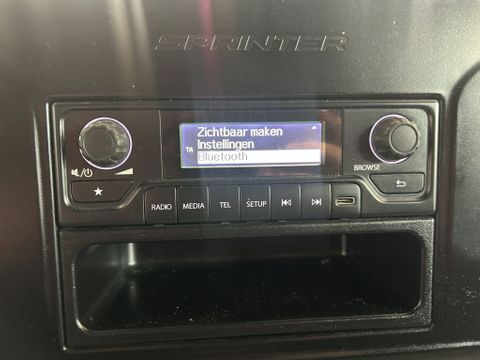 SPRINTER
Zichtbaar maken
Instellingen
TA
Bluetooth
BROWSE
RADIO
MEDIA
TEL
SETUP